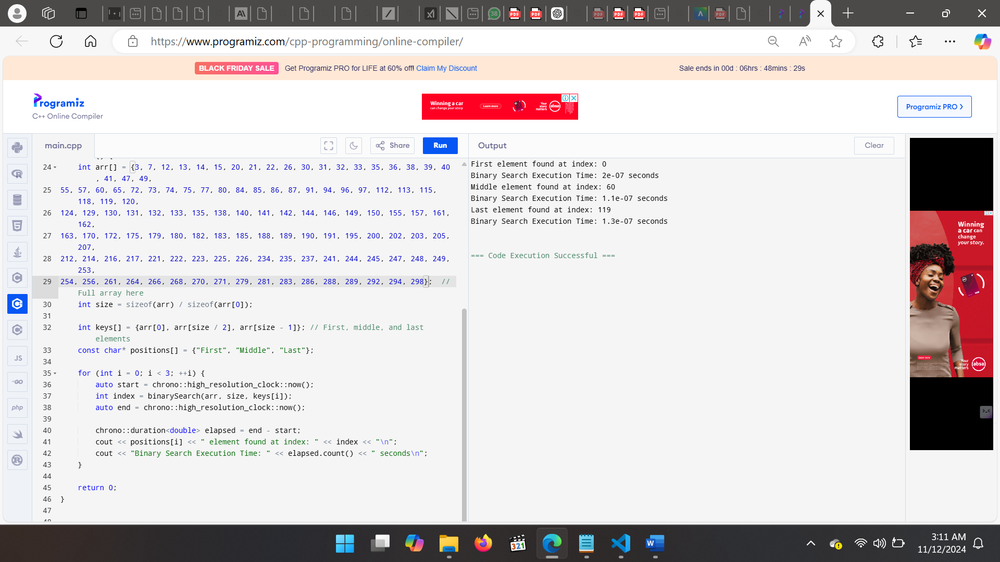 38
https://www.programiz.com/cpp-programming/online-compiler/
BLACK FRIDAY SALE Get Programiz PRO for LIFE at 60% off! Claim My Discount
Sale ends in 00d : 06hrs : 48mins : 29s
Programiz
C++ Online Compiler
Winning a car
can change your story
Learn more
Your story matters
absa
Programiz PRO >
main.cpp
Share
Run
Output
Clear
24 int arr[] = {3, 7, 12, 13, 14, 15, 20, 21, 22, 26, 30, 31, 32, 33, 35, 36, 38, 39, 40
, 41, 47, 49,
25 55, 57, 60, 65, 72, 73, 74, 75, 77, 80, 84, 85, 86, 87, 91, 94, 96, 97, 112, 113, 115,
118, 119, 120,
26 124, 129, 130, 131, 132, 133, 135, 138, 140, 141, 142, 144, 146, 149, 150, 155, 157, 161,
162,
27 163, 170, 172, 175, 179, 180, 182, 183, 185, 188, 189, 190, 191, 195, 200, 202, 203, 205,
207,
28 212, 214, 216, 217, 221, 222, 223, 225, 226, 234, 235, 237, 241, 244, 245, 247, 248, 249,
253,
29 254, 256, 261, 264, 266, 268, 270, 271, 279, 281, 283, 286, 288, 289, 292, 294, 298};  //
Full array here
30 int size = sizeof(arr) / sizeof(arr[0]);
31
32 int keys[] = {arr[0], arr[size / 2], arr[size - 1]}; // First, middle, and last
elements
33 const char* positions[] = {"First", "Middle", "Last"};
34
35 for (int i = 0; i < 3; ++i) {
36 auto start = chrono::high_resolution_clock::now();
37 int index = binarySearch(arr, size, keys[i]);
38 auto end = chrono::high_resolution_clock::now();
39
40 chrono::duration<double> elapsed = end - start;
41 cout << positions[i] << " element found at index: " << index << "\n";
42 cout << "Binary Search Execution Time: " << elapsed.count() << " seconds\n";
43 }
44
45 return 0;
46 }
47
48
First element found at index: 0
Binary Search Execution Time: 2e-07 seconds
Middle element found at index: 60
Binary Search Execution Time: 1.1e-07 seconds
Last element found at index: 119
Binary Search Execution Time: 1.3e-07 seconds
=== Code Execution Successful ===
JS
GO
php
Winning
a car can
change
your story.
VISA
Learn more
Your
story
matters
absa
321
W
3:11 AM
11/12/2024